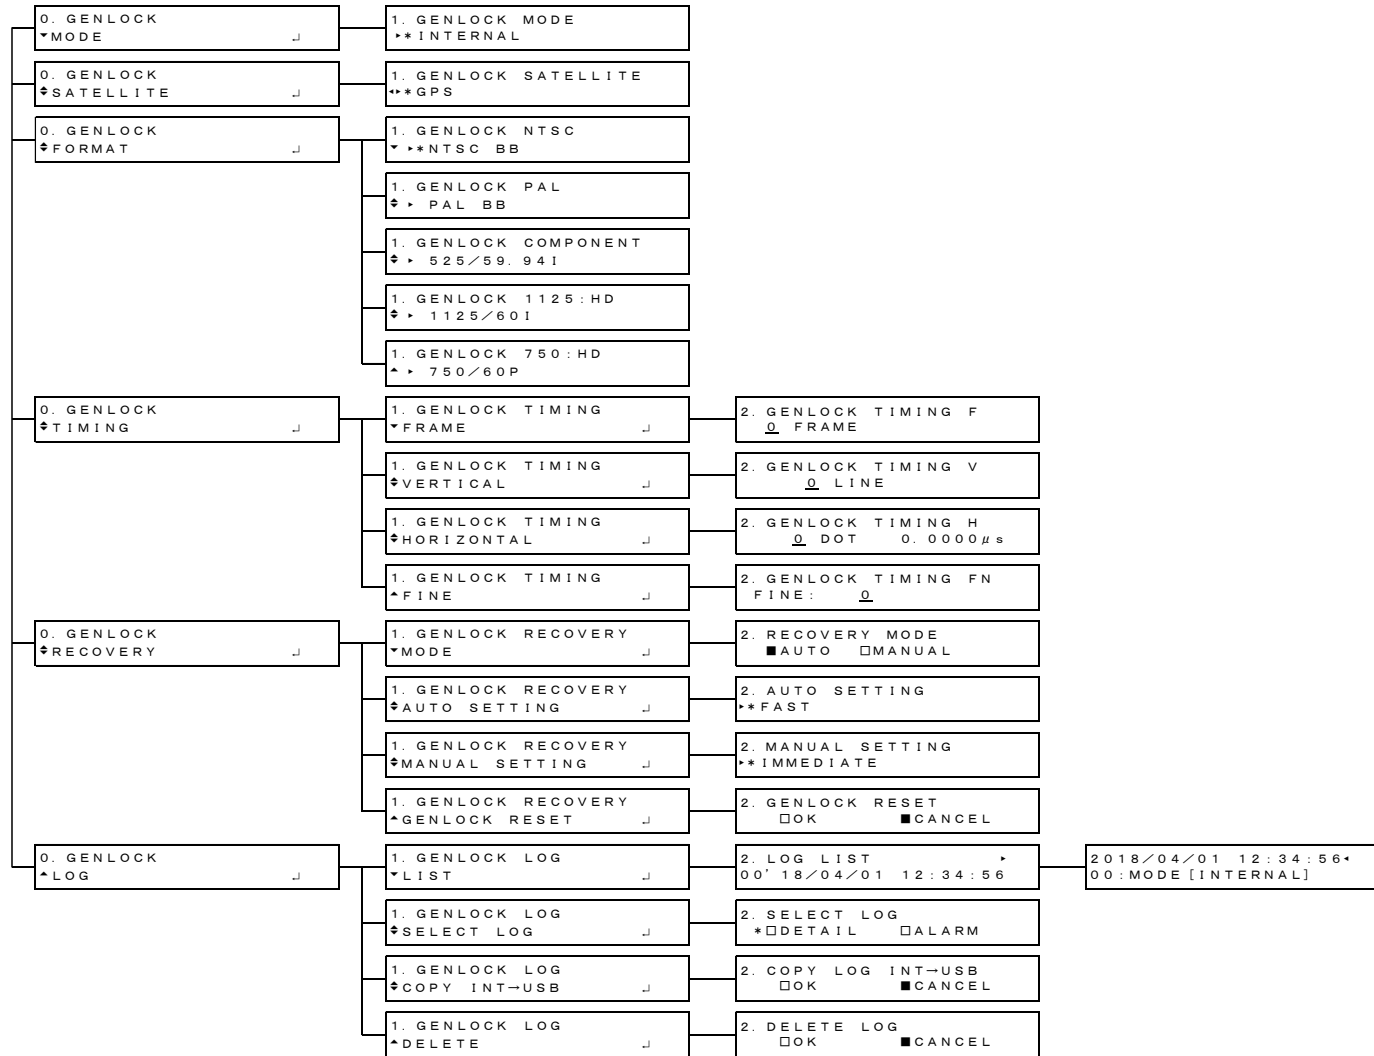 0. GENLOCK
▼MODE ↵
1. GENLOCK MODE
►*INTERNAL
0. GENLOCK
◆SATELLITE ↵
1. GENLOCK SATELLITE
◄►*GPS
0. GENLOCK
◆FORMAT ↵
1. GENLOCK NTSC
▼ ►*NTSC BB
1. GENLOCK PAL
◆ ► PAL BB
1. GENLOCK COMPONENT
◆ ► 525/59.94I
1. GENLOCK 1125:HD
◆ ► 1125/60I
1. GENLOCK 750:HD
▲ ► 750/60P
0. GENLOCK
◆TIMING ↵
1. GENLOCK TIMING
▼FRAME ↵
2. GENLOCK TIMING F
0 FRAME
1. GENLOCK TIMING
◆VERTICAL ↵
2. GENLOCK TIMING V
0 LINE
1. GENLOCK TIMING
◆HORIZONTAL ↵
2. GENLOCK TIMING H
0 DOT 0.0000μs
1. GENLOCK TIMING
▲FINE ↵
2. GENLOCK TIMING FN
FINE: 0
0. GENLOCK
◆RECOVERY ↵
1. GENLOCK RECOVERY
▼MODE ↵
2. RECOVERY MODE
■AUTO □MANUAL
1. GENLOCK RECOVERY
◆AUTO SETTING ↵
2. AUTO SETTING
►*FAST
1. GENLOCK RECOVERY
◆MANUAL SETTING ↵
2. MANUAL SETTING
►*IMMEDIATE
1. GENLOCK RECOVERY
▲GENLOCK RESET ↵
2. GENLOCK RESET
□OK ■CANCEL
0. GENLOCK
▲LOG ↵
1. GENLOCK LOG
▼LIST ↵
2. LOG LIST ►
00'18/04/01 12:34:56
2018/04/01 12:34:56◄
00:MODE[INTERNAL]
1. GENLOCK LOG
◆SELECT LOG ↵
2. SELECT LOG
*□DETAIL □ALARM
1. GENLOCK LOG
◆COPY INT→USB ↵
2. COPY LOG INT→USB
□OK ■CANCEL
1. GENLOCK LOG
▲DELETE ↵
2. DELETE LOG
□OK ■CANCEL